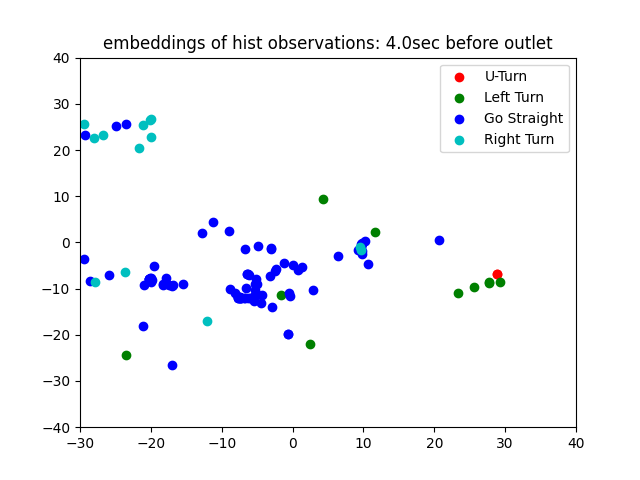 embeddings of hist observations: 4.0sec before outlet
U-Turn
Left Turn
Go Straight
Right Turn
40
30
20
10
0
−10
−20
−30
−40
−30 −20 −10 0 10 20 30 40